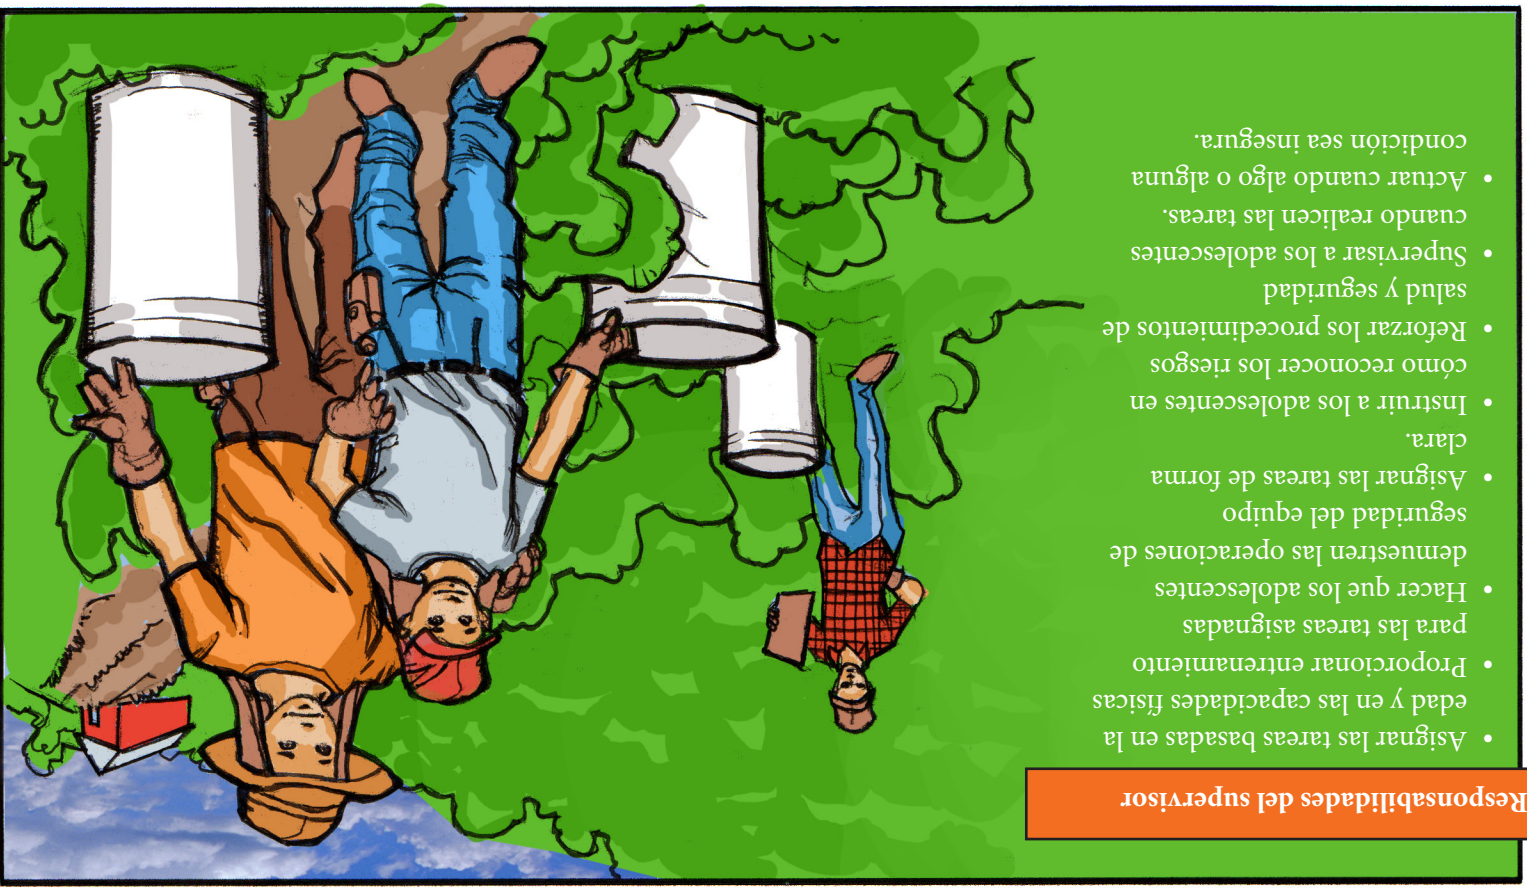 Responsabilidades del supervisor
• Asignar las tareas basadas en la
edad y en las capacidades físicas
• Proporcionar entrenamiento
para las tareas asignadas
• Hacer que los adolescentes
demuestren las operaciones de
seguridad del equipo
• Asignar las tareas de forma
clara.
• Instruir a los adolescentes en
cómo reconocer los riesgos
• Reforzar los procedimientos de
salud y seguridad
• Supervisar a los adolescentes
cuando realicen las tareas.
• Actuar cuando algo o alguna
condición sea insegura.